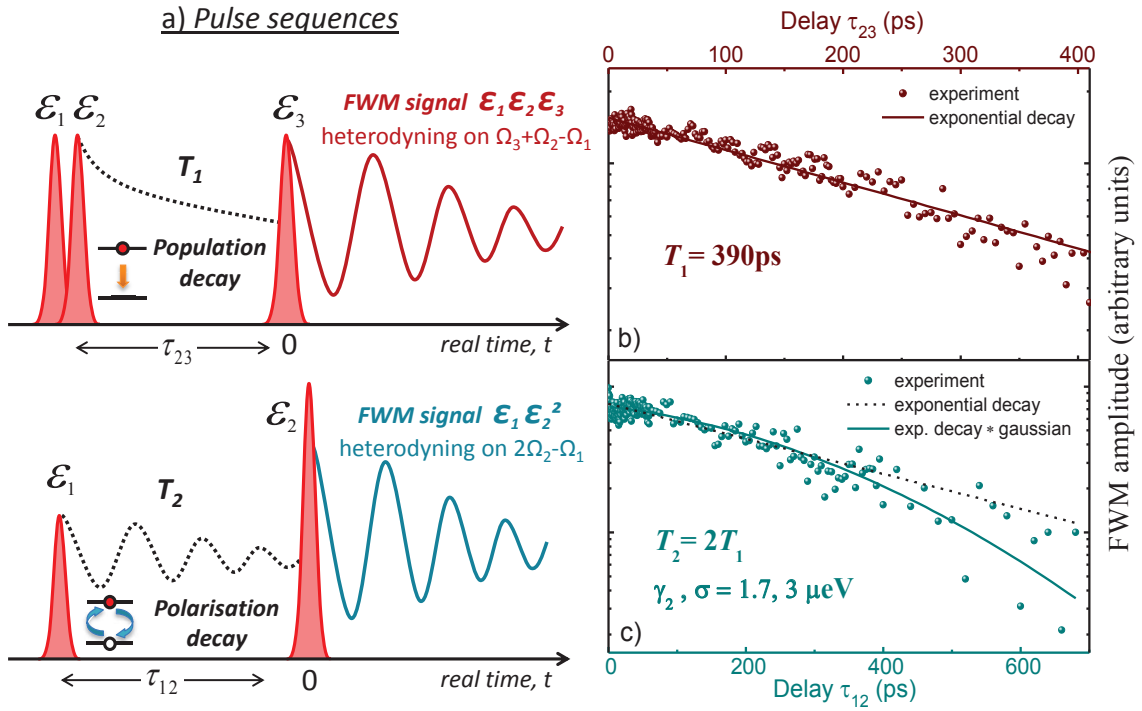 a) Pulse sequences
ℰ₁ ℰ₂
ℰ₃
FWM signal ℰ₁ℰ₂ℰ₃
heterodyning on Ω₃+Ω₂-Ω₁
T₁
Population
decay
τ₂₃
0
real time, t
ℰ₂
FWM signal ℰ₁ℰ₂²
heterodyning on 2Ω₂-Ω₁
ℰ₁
T₂
Polarisation
decay
τ₁₂
0
real time, t
Delay τ₂₃ (ps)
0 100 200 300 400
experiment
exponential decay
T₁ = 390ps
b)
experiment
exponential decay
exp. decay * gaussian
T₂ = 2T₁
γ₂ , σ = 1.7, 3 μeV
c)
0 200 400 600
Delay τ₁₂ (ps)
FWM amplitude (arbitrary units)